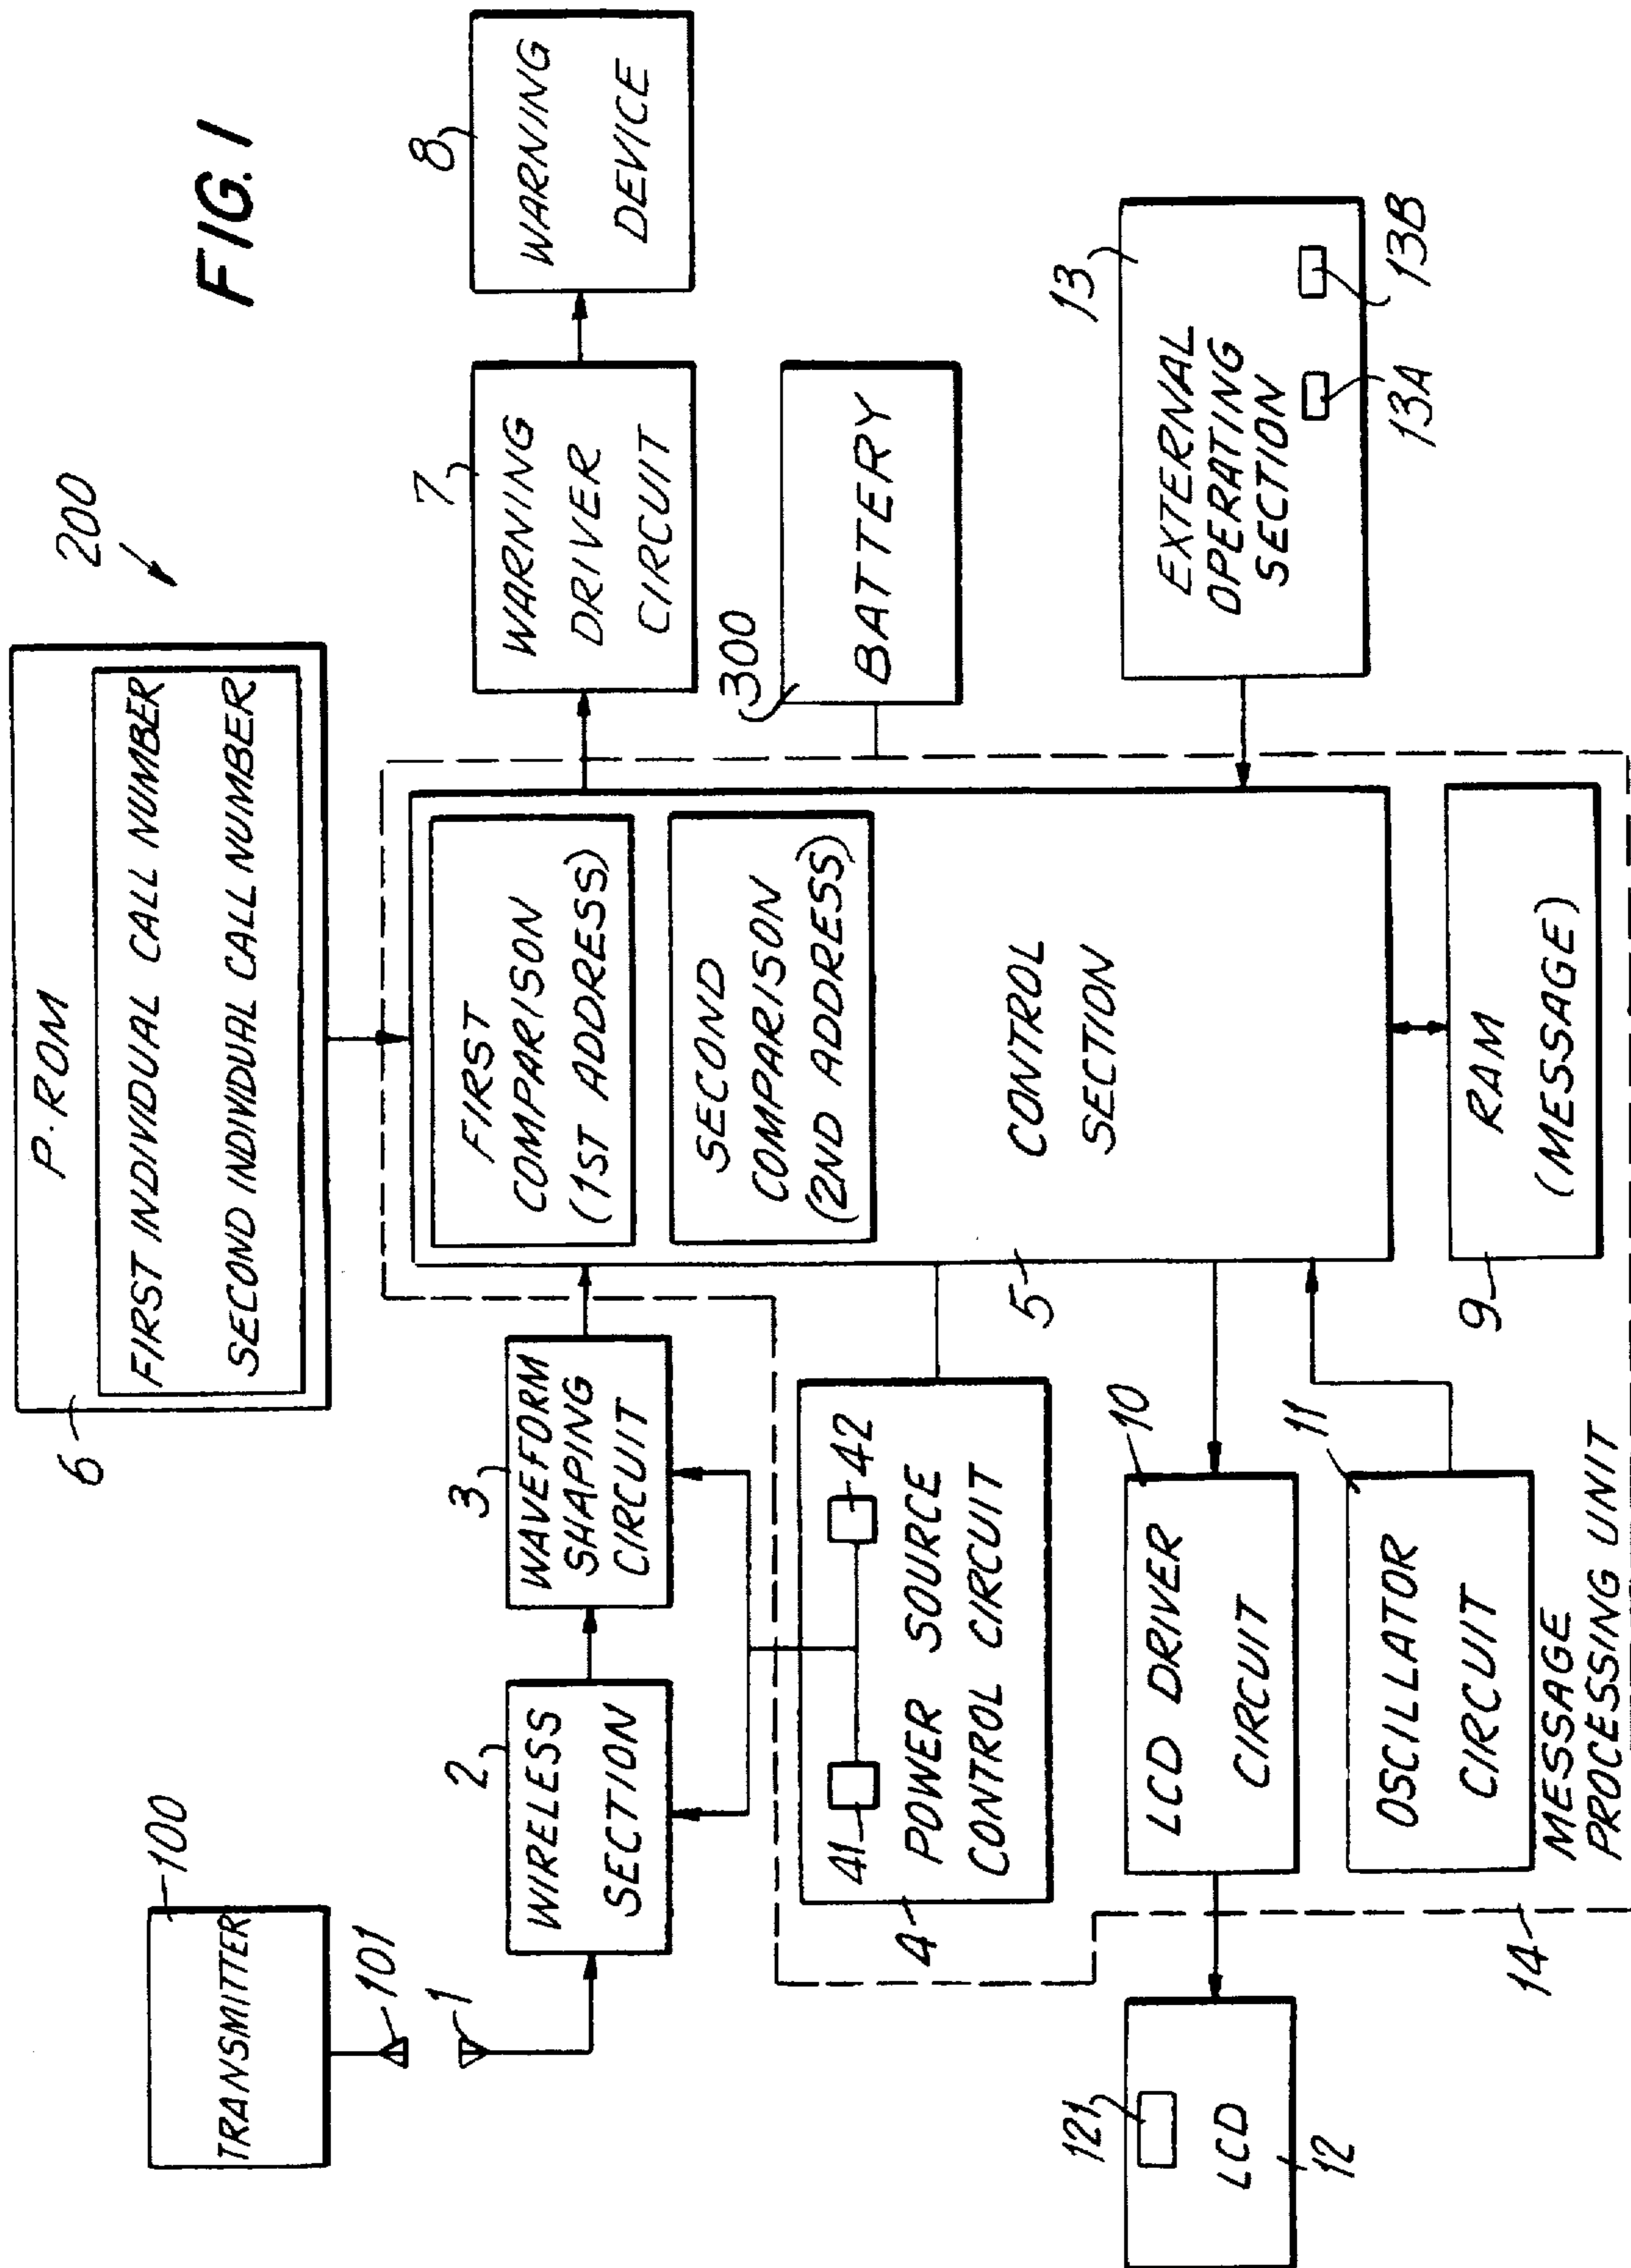 FIG. 1
200
6
P-ROM
FIRST INDIVIDUAL CALL NUMBER
SECOND INDIVIDUAL CALL NUMBER
100
TRANSMITTER
101
1
2
WIRELESS
SECTION
3
WAVEFORM
SHAPING
CIRCUIT
FIRST
COMPARISON
(1ST ADDRESS)
SECOND
COMPARISON
(2ND ADDRESS)
CONTROL
SECTION
5
7
WARNING
DRIVER
CIRCUIT
8
WARNING
DEVICE
300
BATTERY
41
42
POWER SOURCE
CONTROL CIRCUIT
4
13
EXTERNAL
OPERATING
SECTION
13A
13B
121
LCD
12
10
LCD DRIVER
CIRCUIT
11
OSCILLATOR
CIRCUIT
9
RAM
(MESSAGE)
14
MESSAGE
PROCESSING UNIT